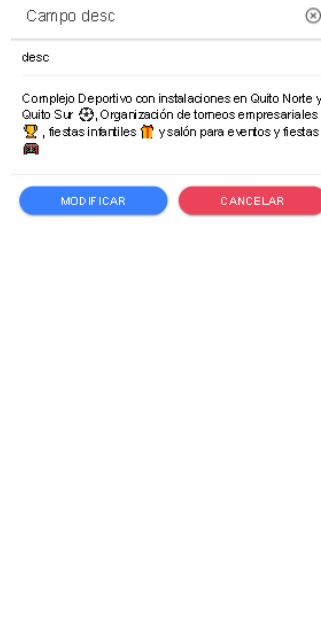 Campo desc
desc
Complejo Deportivo con instalaciones en Quito Norte y
Quito Sur ⚽, Organización de torneos empresariales
🏆 , fiestas infantiles 🎁 y salón para eventos y fiestas
🎮
MODIFICAR
CANCELAR